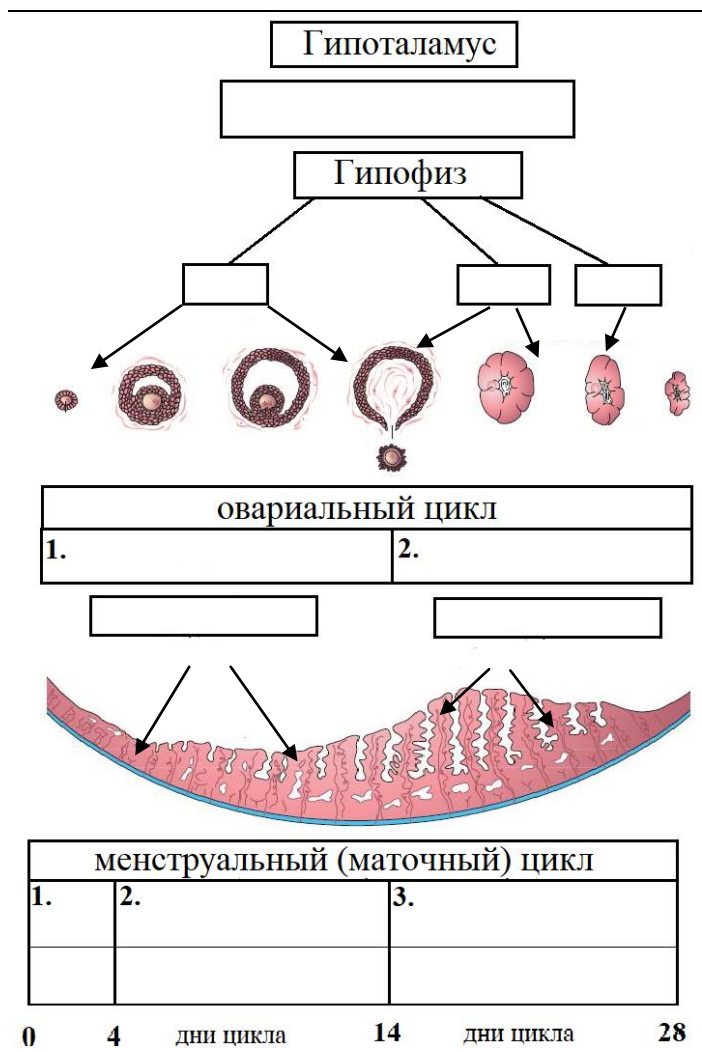 Гипоталамус
Гипофиз
овариальный цикл
1. 2.
менструальный (маточный) цикл
1. 2. 3.
0 4 дни цикла 14 дни цикла 28